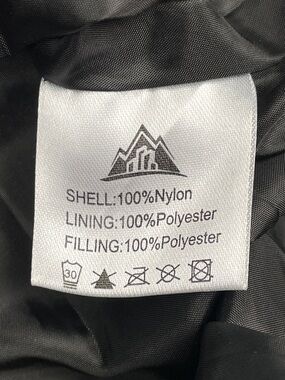 SHELL:100%Nylon
LINING:100%Polyester
FILLING:100%Polyester
30